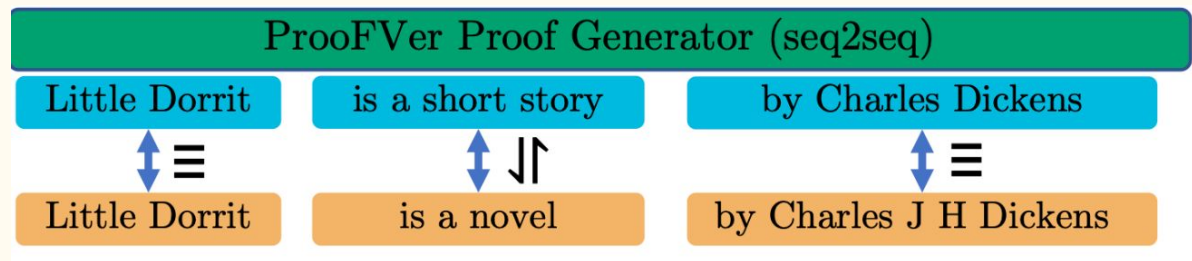 ProoFVer Proof Generator (seq2seq)
Little Dorrit is a short story by Charles Dickens
≡ ⇃↾ ≡
Little Dorrit is a novel by Charles J H Dickens